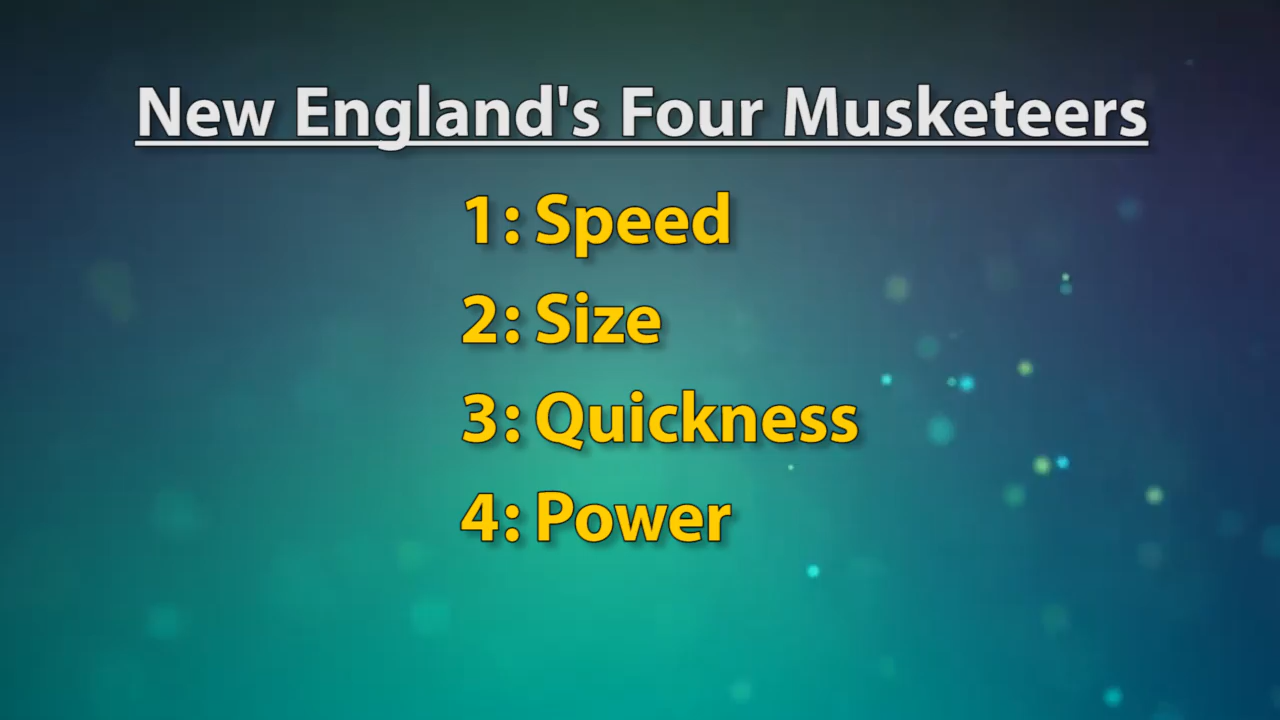 New England's Four Musketeers
1: Speed
2: Size
3: Quickness
4: Power